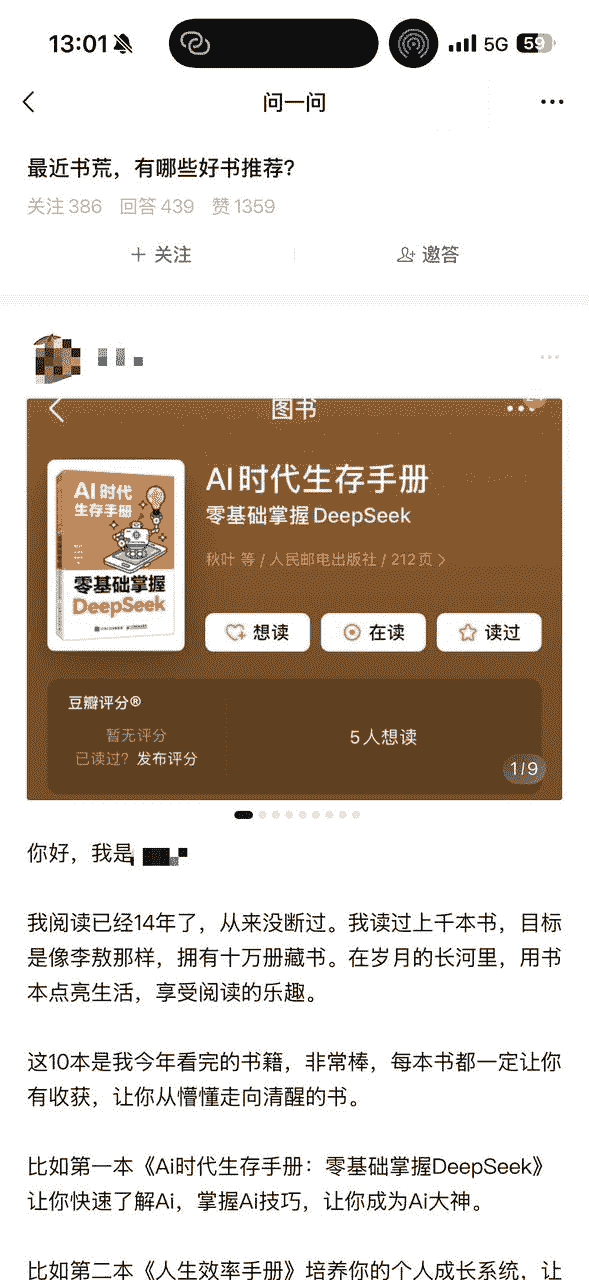 13:01
5G
59
问一问
最近书荒，有哪些好书推荐?
关注 386 回答 439 赞 1359
关注
邀答
图书
AI时代生存手册
零基础掌握DeepSeek
秋叶 等 / 人民邮电出版社 / 212页
AI时代
生存手册
零基础掌握
DeepSeek
想读
在读
读过
豆瓣评分®
暂无评分
已读过? 发布评分
5人想读
1/9
你好，我是
我阅读已经14年了，从来没断过。我读过上千本书，目标
是像李敖那样，拥有十万册藏书。在岁月的长河里，用书
本点亮生活，享受阅读的乐趣。
这10本是我今年看完的书籍，非常棒，每本书都一定让你
有收获，让你从懵懂走向清醒的书。
比如第一本《Ai时代生存手册：零基础掌握DeepSeek》
让你快速了解Ai，掌握Ai技巧，让你成为Ai大神。
比如第二本《人生效率手册》培养你的个人成长系统，让